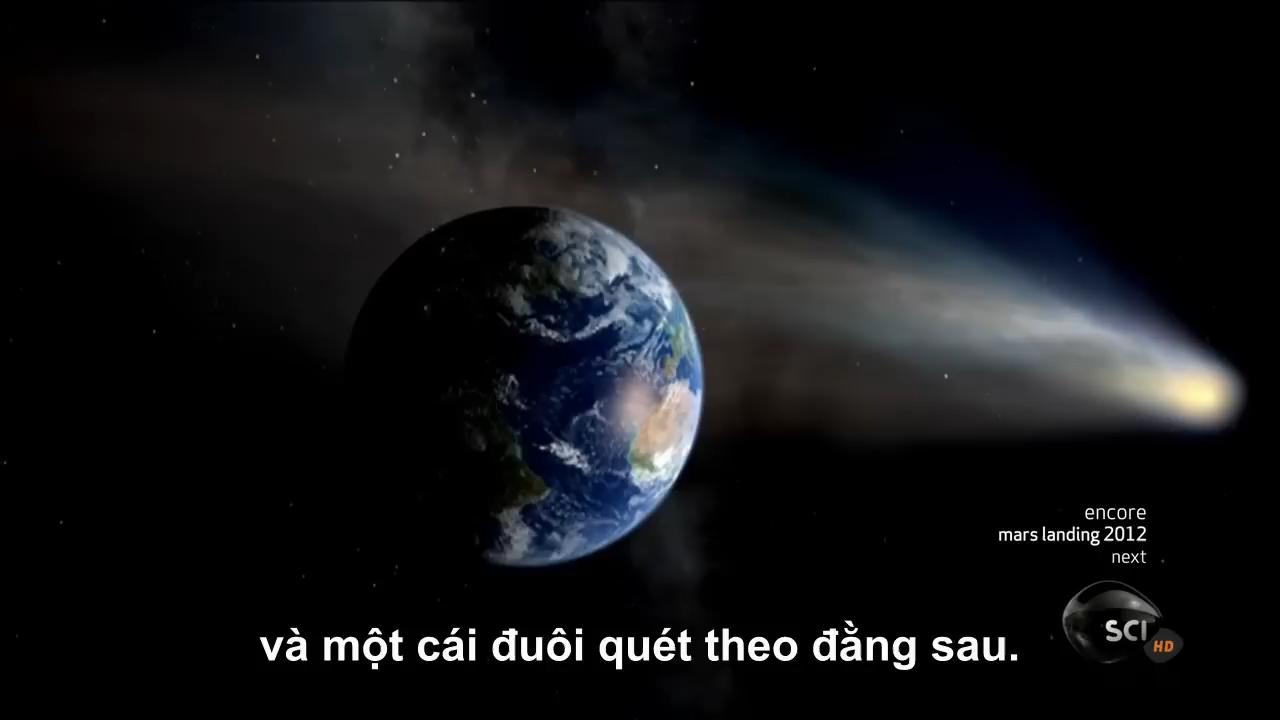 encore
mars landing 2012
next
SCI
HD
và một cái đuôi quét theo đằng sau.